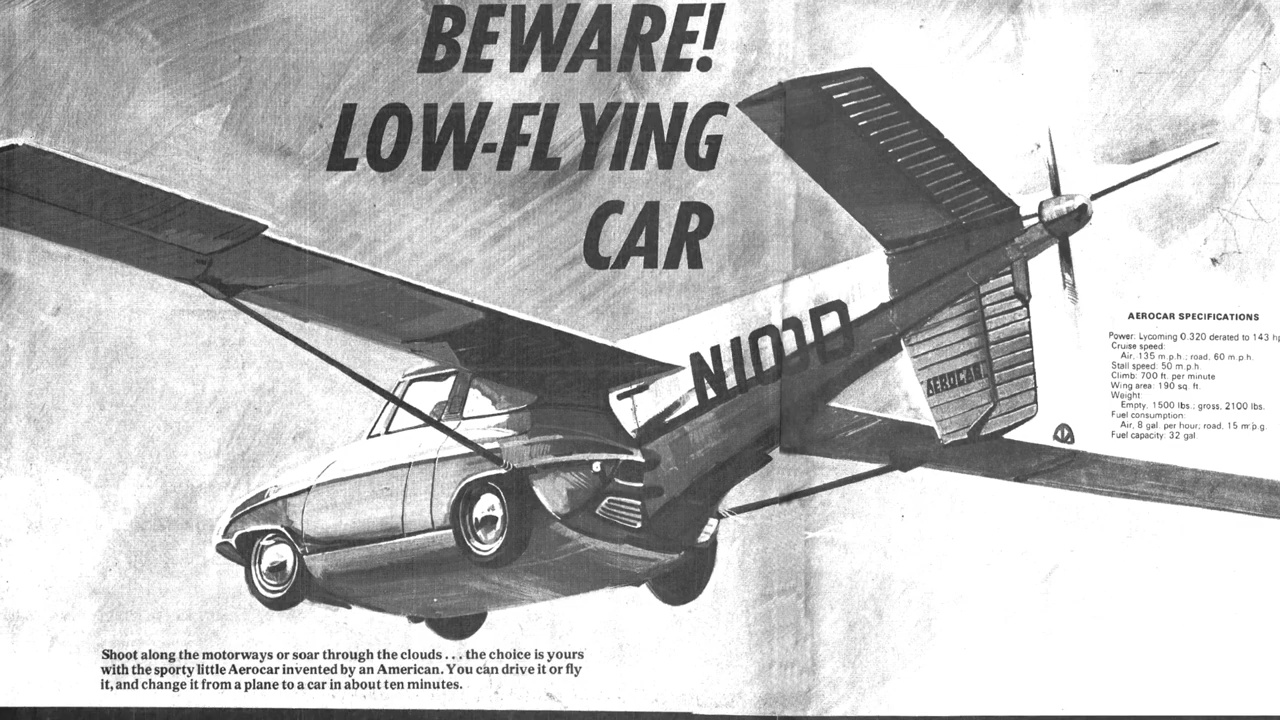 BEWARE!
LOW-FLYING
CAR
N100D
AEROCAR
AEROCAR SPECIFICATIONS
Power: Lycoming 0.320 derated to 143 hp
Cruise speed:
Air, 135 m.p.h.; road, 60 m.p.h.
Stall speed: 50 m.p.h.
Climb: 700 ft. per minute
Wing area: 190 sq. ft.
Weight:
Empty, 1500 lbs.; gross, 2100 lbs.
Fuel consumption:
Air, 8 gal. per hour; road, 15 m.p.g.
Fuel capacity: 32 gal.
Shoot along the motorways or soar through the clouds . . . the choice is yours
with the sporty little Aerocar invented by an American. You can drive it or fly
it, and change it from a plane to a car in about ten minutes.